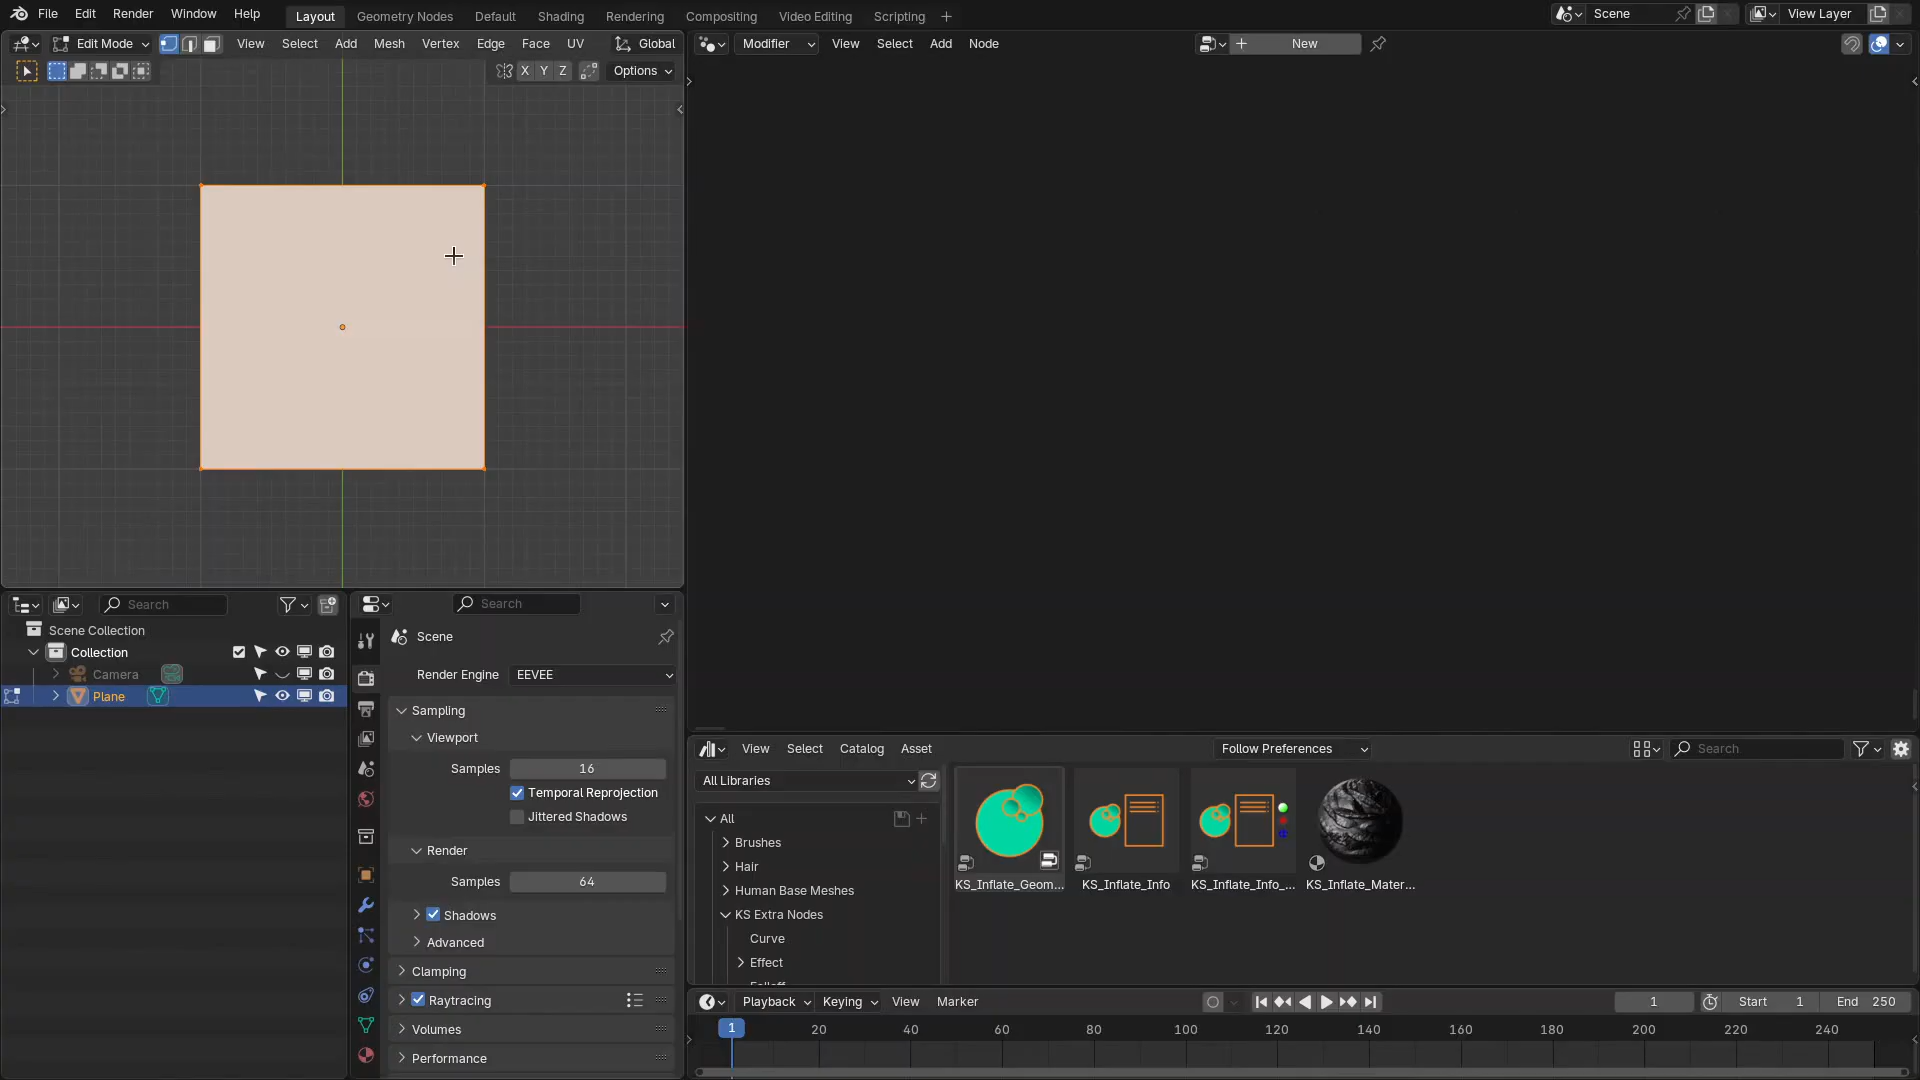 File Edit Render Window Help Layout Geometry Nodes Default Shading Rendering Compositing Video Editing Scripting Scene View Layer
Edit Mode View Select Add Mesh Vertex Edge Face UV Global
X Y Z Options
Modifier View Select Add Node New
Search
Scene Collection
Collection
Camera
Plane
Search
Scene
Render Engine EEVEE
Sampling
Viewport
Samples 16
Temporal Reprojection
Jittered Shadows
Render
Samples 64
Shadows
Advanced
Clamping
Raytracing
Volumes
Performance
View Select Catalog Asset Follow Preferences Search
All Libraries
All
Brushes
Hair
Human Base Meshes
KS Extra Nodes
Curve
Effect
KS_Inflate_Geom... KS_Inflate_Info KS_Inflate_Info_... KS_Inflate_Mater...
Playback Keying View Marker 1 Start 1 End 250
1 20 40 60 80 100 120 140 160 180 200 220 240